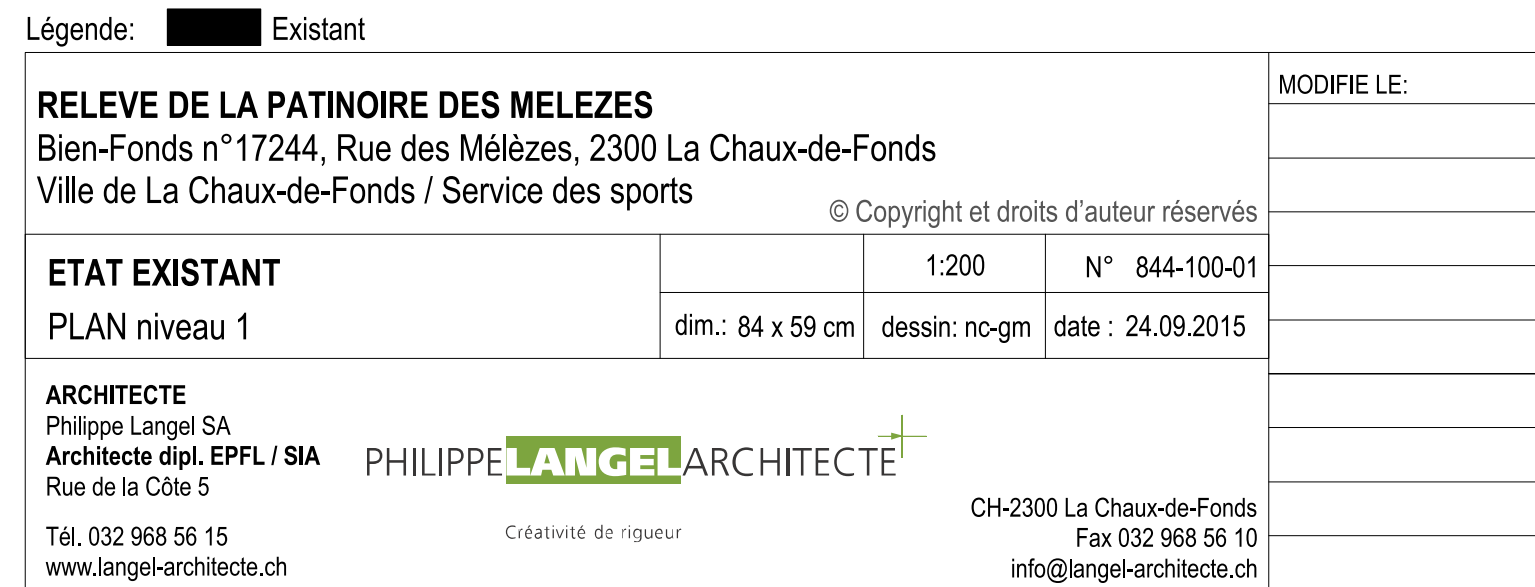 Légende: Existant
RELEVE DE LA PATINOIRE DES MELEZES
Bien-Fonds n°17244, Rue des Mélèzes, 2300 La Chaux-de-Fonds
Ville de La Chaux-de-Fonds / Service des sports
© Copyright et droits d'auteur réservés
MODIFIE LE:
ETAT EXISTANT
PLAN niveau 1
1:200
N° 844-100-01
dim.: 84 x 59 cm
dessin: nc-gm
date : 24.09.2015
ARCHITECTE
Philippe Langel SA
Architecte dipl. EPFL / SIA
Rue de la Côte 5
Tél. 032 968 56 15
www.langel-architecte.ch
PHILIPPELANGELARCHITECTE
Créativité de rigueur
CH-2300 La Chaux-de-Fonds
Fax 032 968 56 10
info@langel-architecte.ch